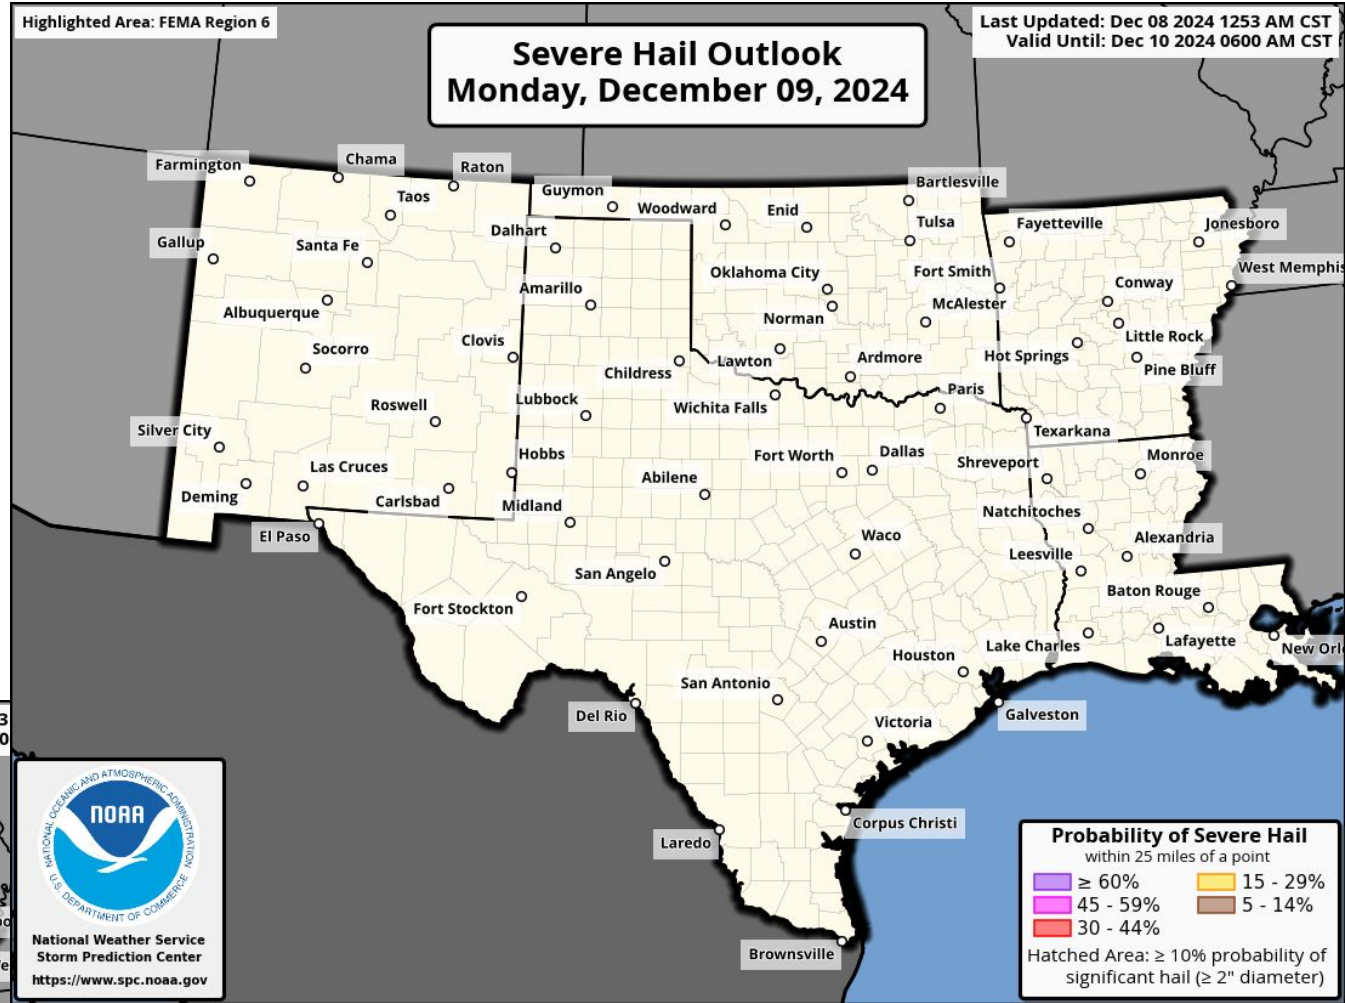 Highlighted Area: FEMA Region 6
Last Updated: Dec 08 2024 1253 AM CST
Valid Until: Dec 10 2024 0600 AM CST
Severe Hail Outlook
Monday, December 09, 2024
Farmington
Chama
Raton
Taos
Guymon
Woodward
Enid
Bartlesville
Tulsa
Fayetteville
Jonesboro
Gallup
Santa Fe
Dalhart
Oklahoma City
Fort Smith
West Memphis
Amarillo
Conway
Albuquerque
Norman
McAlester
Socorro
Clovis
Little Rock
Childress
Lawton
Ardmore
Hot Springs
Pine Bluff
Roswell
Lubbock
Wichita Falls
Paris
Silver City
Texarkana
Las Cruces
Hobbs
Fort Worth
Dallas
Shreveport
Monroe
Deming
Carlsbad
Midland
Abilene
Natchitoches
El Paso
Waco
Alexandria
San Angelo
Leesville
Fort Stockton
Baton Rouge
Austin
Lake Charles
Lafayette
New Orl
Houston
San Antonio
Del Rio
Victoria
Galveston
Laredo
Corpus Christi
Brownsville
3
0
NATIONAL OCEANIC AND ATMOSPHERIC ADMINISTRATION
NOAA
U.S. DEPARTMENT OF COMMERCE
National Weather Service
Storm Prediction Center
https://www.spc.noaa.gov
Probability of Severe Hail
within 25 miles of a point
≥ 60%
15 - 29%
45 - 59%
5 - 14%
30 - 44%
Hatched Area: ≥ 10% probability of
significant hail (≥ 2" diameter)